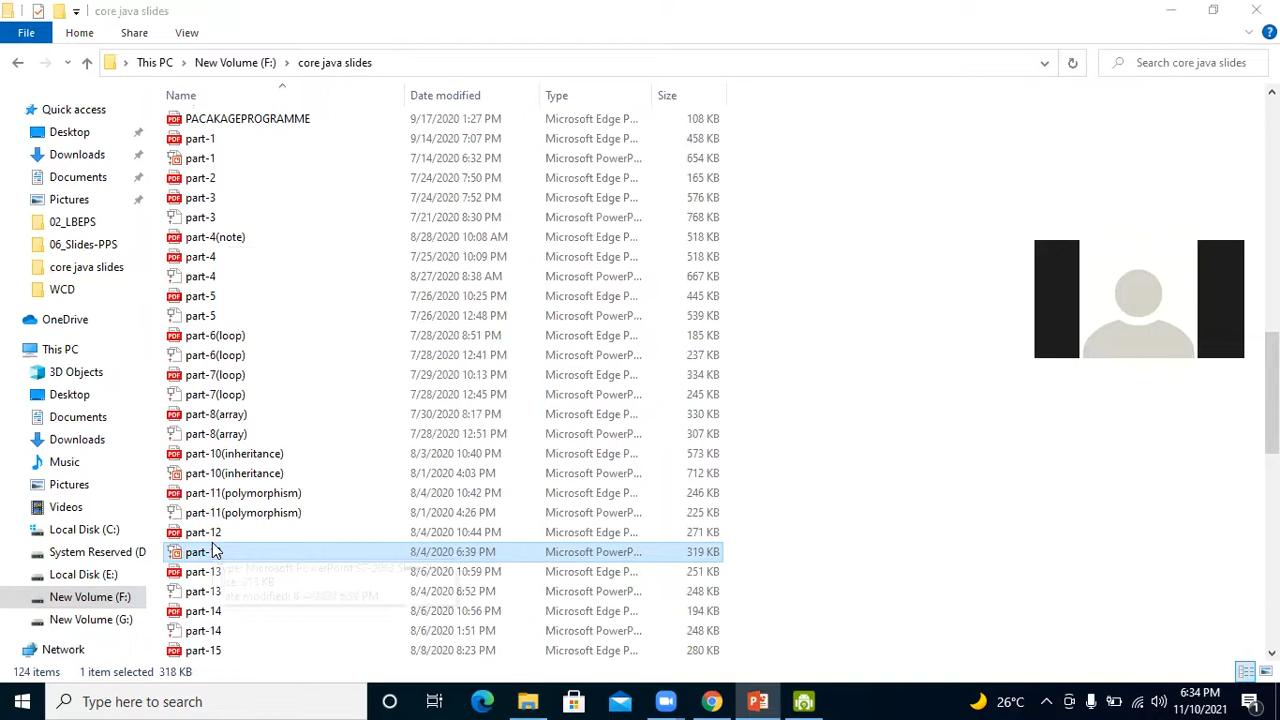 core java slides
File Home Share View
This PC New Volume (F:) core java slides Search core java slides
Name Date modified Type Size
Quick access
Desktop
Downloads
Documents
Pictures
02_LBEPS
06_Slides-PPS
core java slides
WCD
OneDrive
This PC
3D Objects
Desktop
Documents
Downloads
Music
Pictures
Videos
Local Disk (C:)
System Reserved (D
Local Disk (E:)
New Volume (F:)
New Volume (G:)
Network
PACAKAGEPROGRAMME 9/17/2020 1:27 PM Microsoft Edge P... 108 KB
part-1 9/14/2020 7:07 PM Microsoft Edge P... 458 KB
part-1 7/14/2020 6:32 PM Microsoft PowerP... 654 KB
part-2 7/24/2020 7:50 PM Microsoft Edge P... 165 KB
part-3 7/24/2020 7:52 PM Microsoft Edge P... 576 KB
part-3 7/21/2020 8:30 PM Microsoft PowerP... 768 KB
part-4(note) 8/28/2020 10:08 AM Microsoft Edge P... 518 KB
part-4 7/25/2020 10:09 PM Microsoft Edge P... 518 KB
part-4 8/27/2020 8:38 AM Microsoft PowerP... 667 KB
part-5 7/26/2020 10:25 PM Microsoft Edge P... 445 KB
part-5 7/26/2020 12:48 PM Microsoft PowerP... 539 KB
part-6(loop) 7/28/2020 8:51 PM Microsoft Edge P... 185 KB
part-6(loop) 7/28/2020 12:41 PM Microsoft PowerP... 237 KB
part-7(loop) 7/29/2020 10:13 PM Microsoft Edge P... 334 KB
part-7(loop) 7/28/2020 12:45 PM Microsoft PowerP... 245 KB
part-8(array) 7/30/2020 8:17 PM Microsoft Edge P... 330 KB
part-8(array) 7/28/2020 12:51 PM Microsoft PowerP... 307 KB
part-10(inheritance) 8/3/2020 10:40 PM Microsoft Edge P... 573 KB
part-10(inheritance) 8/1/2020 4:03 PM Microsoft PowerP... 712 KB
part-11(polymorphism) 8/4/2020 10:42 PM Microsoft Edge P... 246 KB
part-11(polymorphism) 8/1/2020 4:26 PM Microsoft PowerP... 225 KB
part-12 8/4/2020 10:44 PM Microsoft Edge P... 271 KB
part- 8/4/2020 6:39 PM Microsoft PowerP... 319 KB
part-13 8/6/2020 10:59 PM Microsoft Edge P... 251 KB
part-13 8/4/2020 8:52 PM Microsoft PowerP... 248 KB
part-14 8/6/2020 10:56 PM Microsoft Edge P... 194 KB
part-14 8/6/2020 1:51 PM Microsoft PowerP... 248 KB
part-15 8/8/2020 8:23 PM Microsoft Edge P... 280 KB
124 items 1 item selected 318 KB
Type here to search
26°C
6:34 PM
11/10/2021